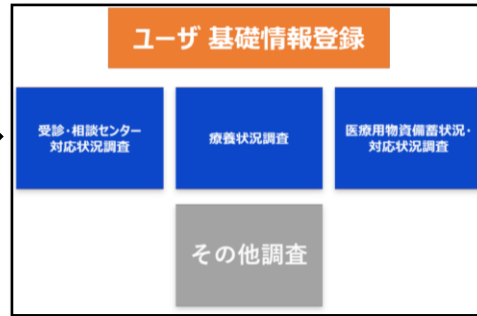 ユーザ 基礎情報登録
受診・相談センター
対応状況調査
療養状況調査
医療用物資備蓄状況・
対応状況調査
その他調査